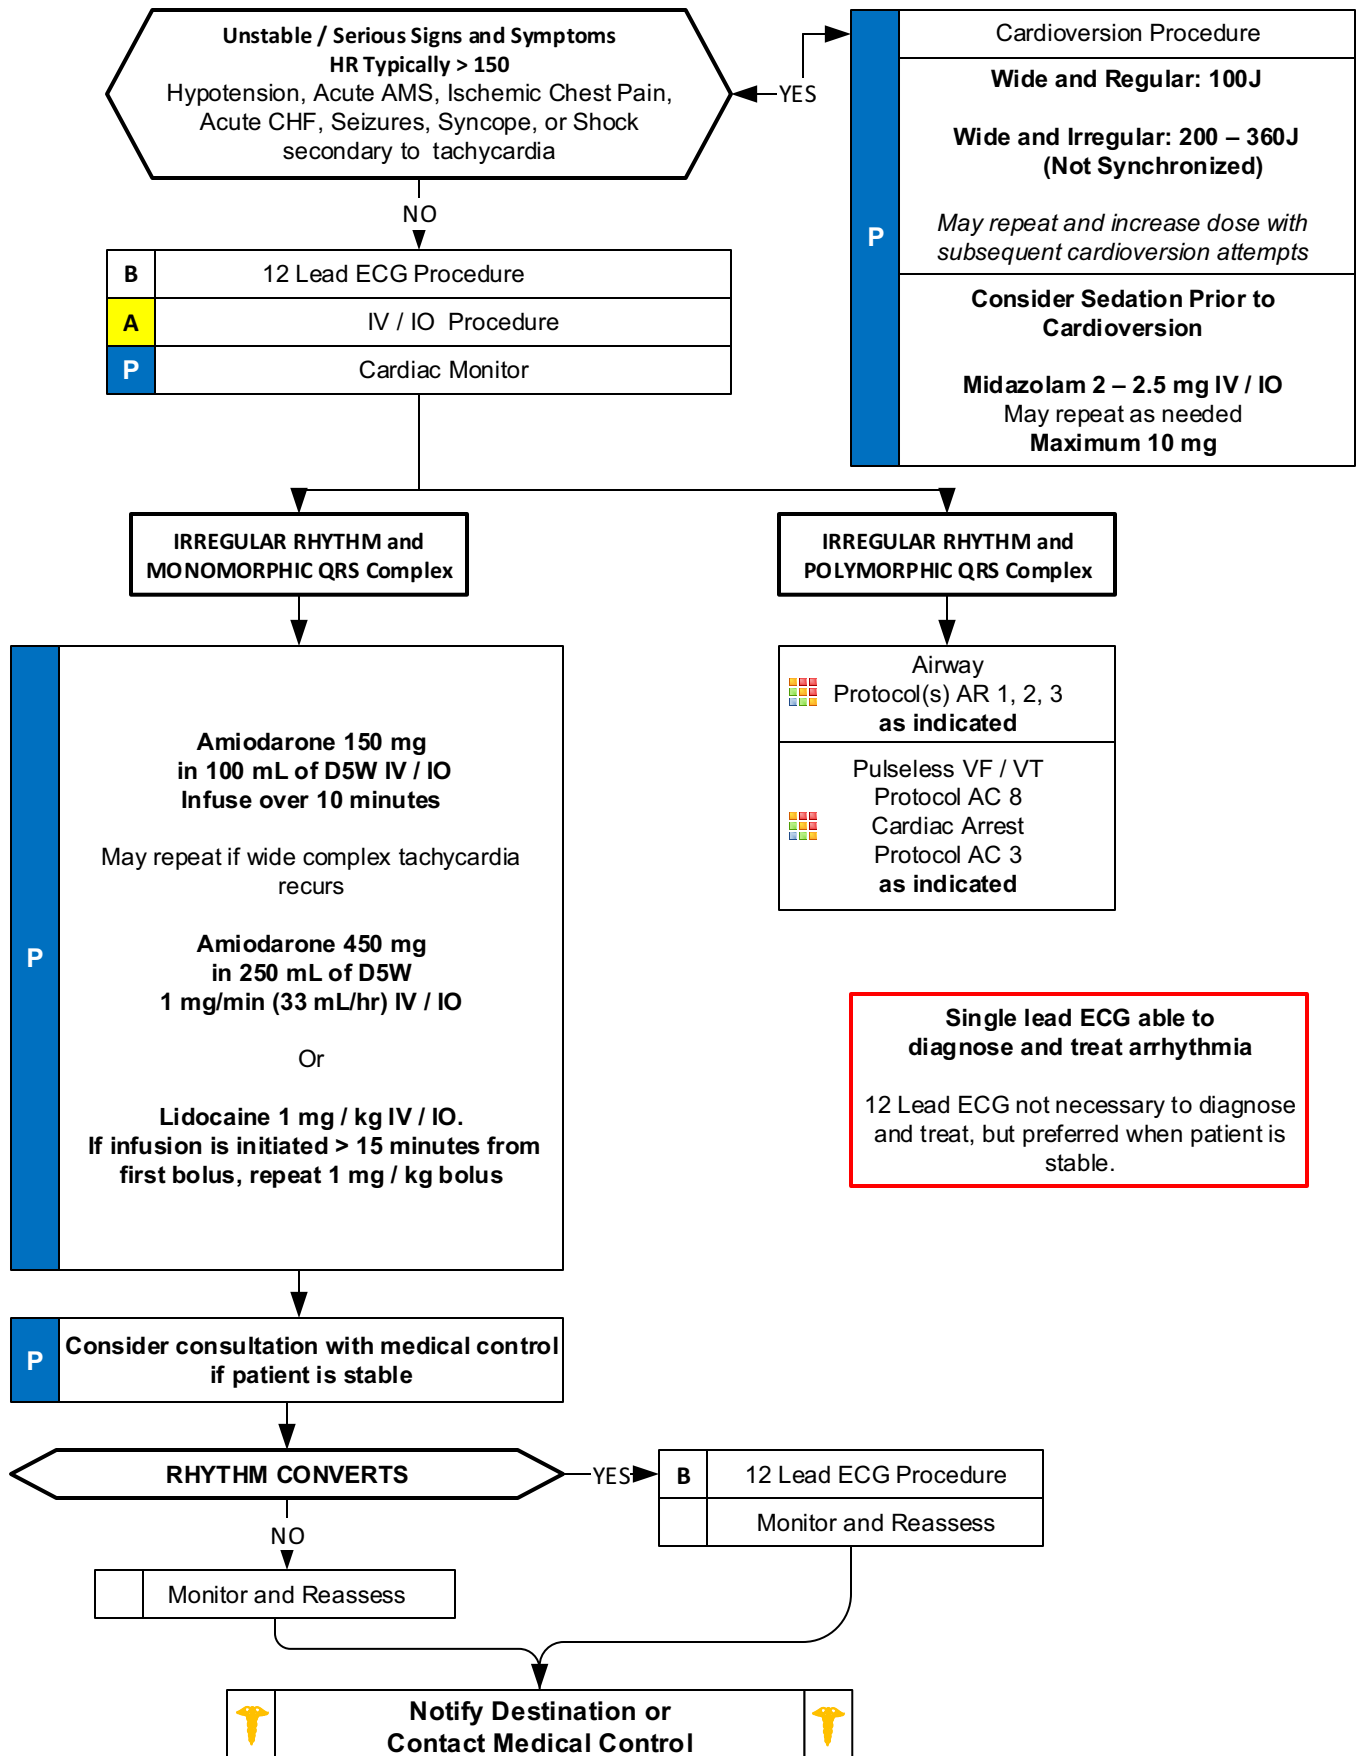 Unstable / Serious Signs and Symptoms
HR Typically > 150
Hypotension, Acute AMS, Ischemic Chest Pain,
Acute CHF, Seizures, Syncope, or Shock
secondary to tachycardia
YES
NO
P
Cardioversion Procedure
Wide and Regular: 100J
Wide and Irregular: 200 – 360J
(Not Synchronized)
May repeat and increase dose with
subsequent cardioversion attempts
Consider Sedation Prior to
Cardioversion
Midazolam 2 – 2.5 mg IV / IO
May repeat as needed
Maximum 10 mg
B 12 Lead ECG Procedure
A IV / IO Procedure
P Cardiac Monitor
IRREGULAR RHYTHM and
MONOMORPHIC QRS Complex
IRREGULAR RHYTHM and
POLYMORPHIC QRS Complex
P
Amiodarone 150 mg
in 100 mL of D5W IV / IO
Infuse over 10 minutes
May repeat if wide complex tachycardia
recurs
Amiodarone 450 mg
in 250 mL of D5W
1 mg/min (33 mL/hr) IV / IO
Or
Lidocaine 1 mg / kg IV / IO.
If infusion is initiated > 15 minutes from
first bolus, repeat 1 mg / kg bolus
Airway
Protocol(s) AR 1, 2, 3
as indicated
Pulseless VF / VT
Protocol AC 8
Cardiac Arrest
Protocol AC 3
as indicated
Single lead ECG able to
diagnose and treat arrhythmia
12 Lead ECG not necessary to diagnose
and treat, but preferred when patient is
stable.
P
Consider consultation with medical control
if patient is stable
RHYTHM CONVERTS
YES
B 12 Lead ECG Procedure
Monitor and Reassess
NO
Monitor and Reassess
Notify Destination or
Contact Medical Control